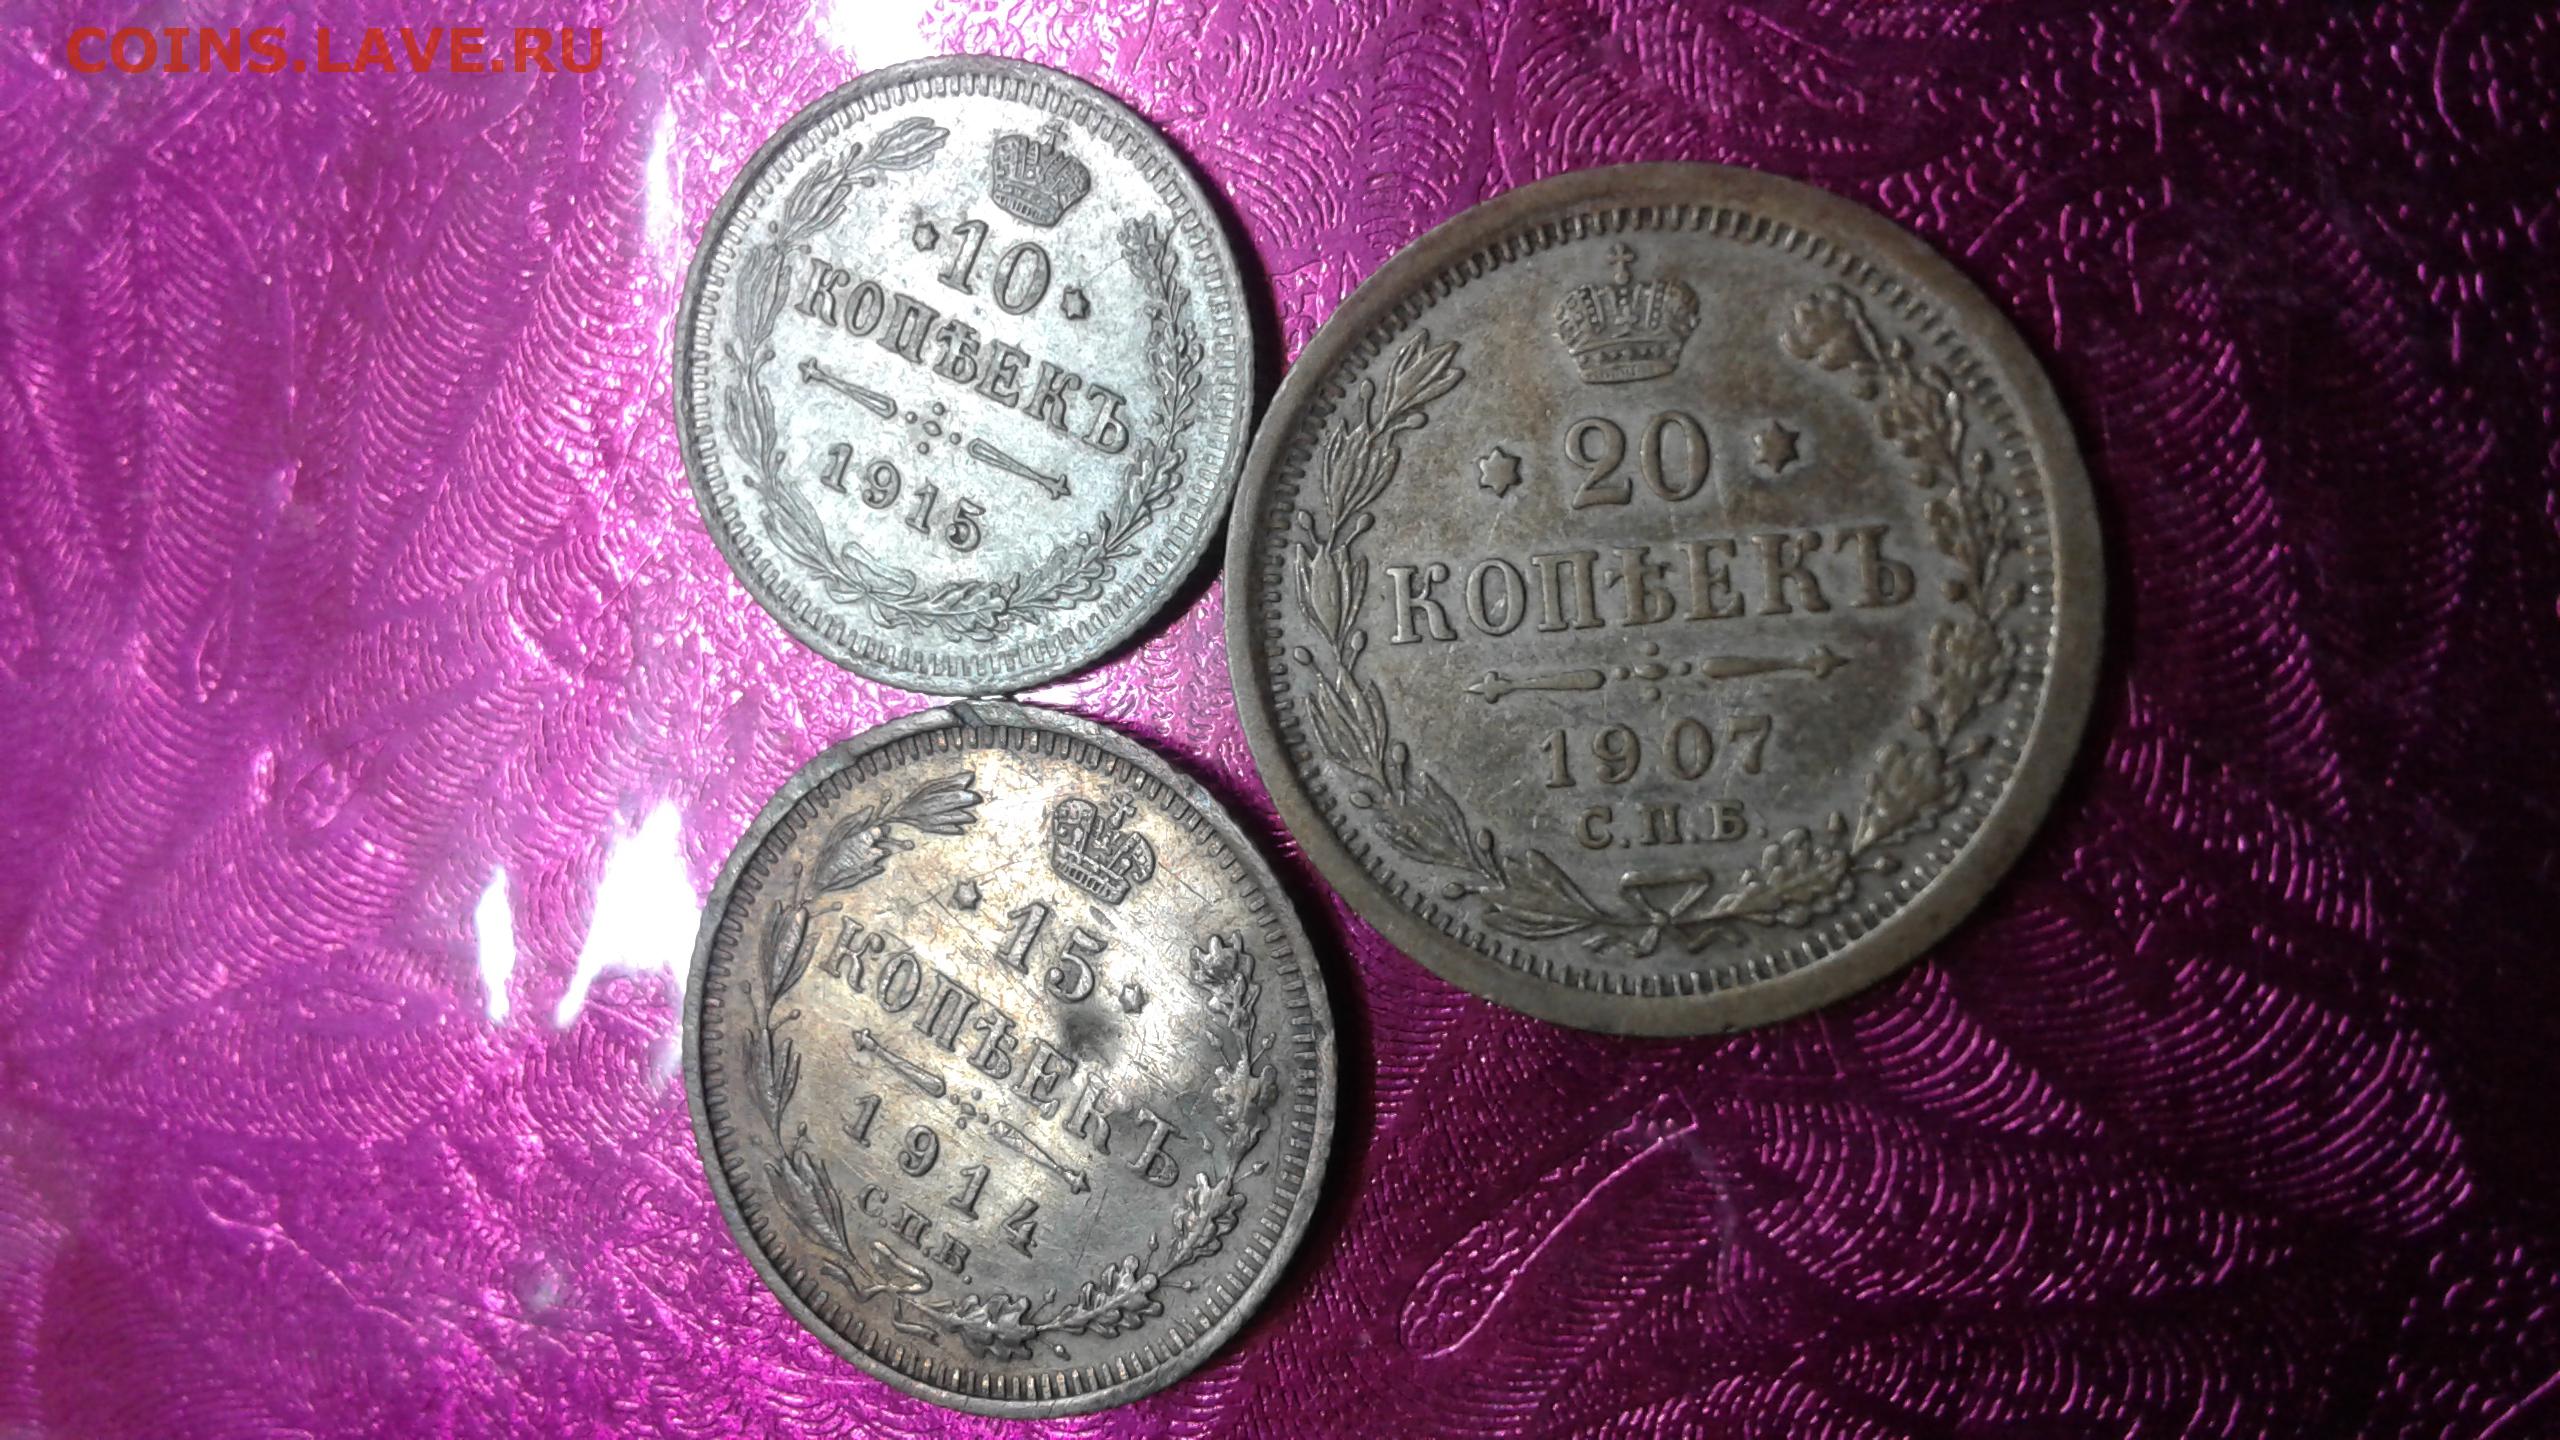 COINS.LAVE.RU
10
КОПѢЕКЪ
1915
20
КОПѢЕКЪ
1907
С.П.Б.
15
КОПѢЕКЪ
1914
С.П.Б.